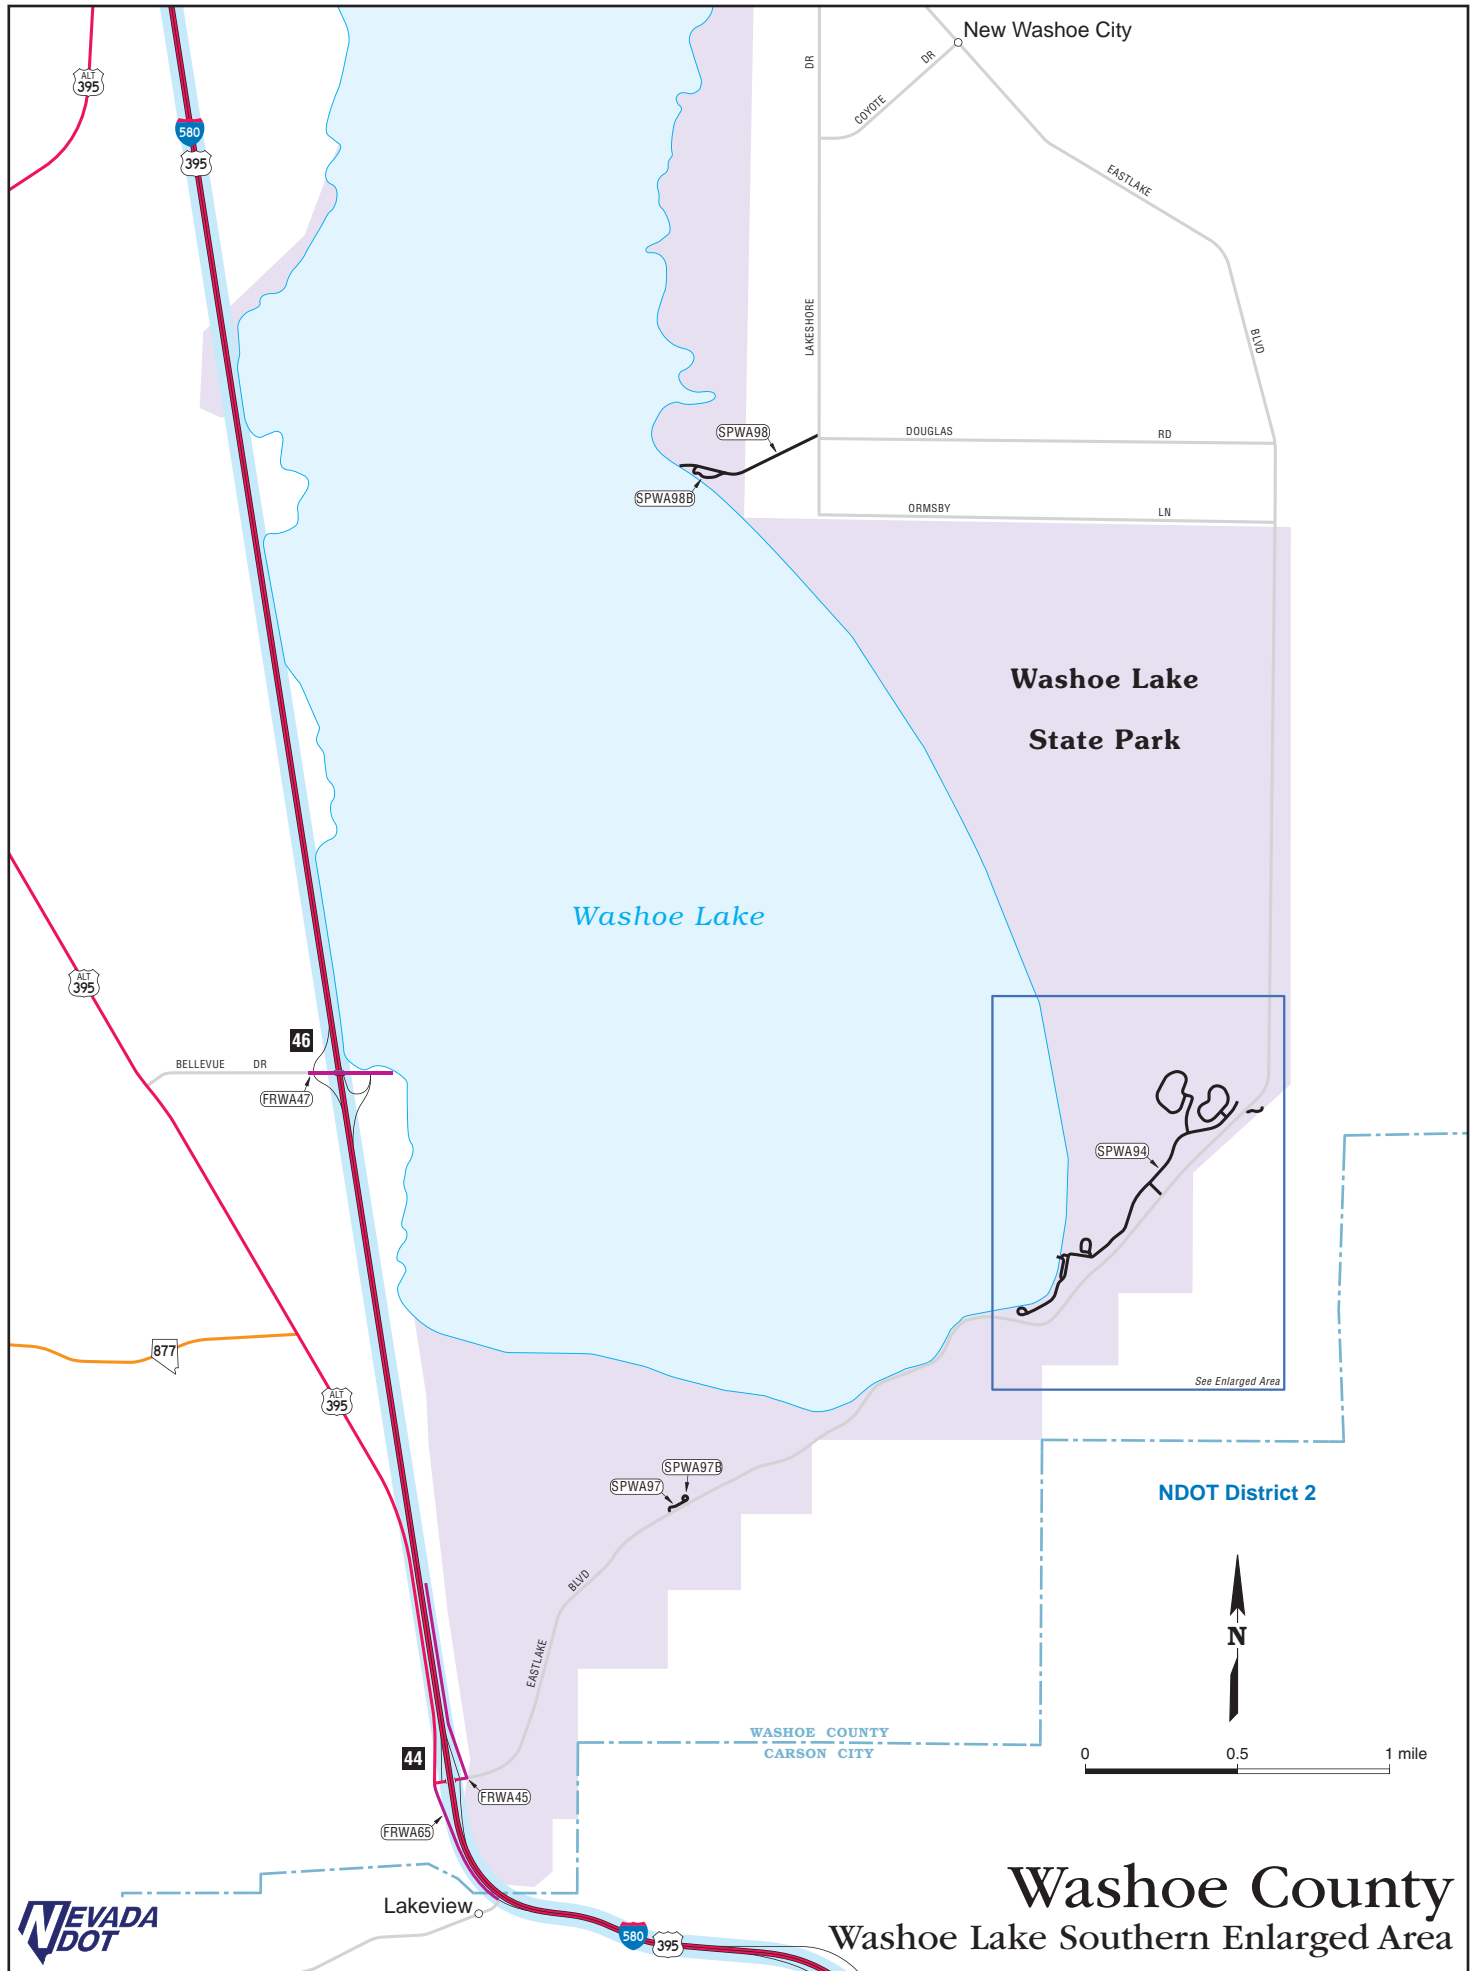 New Washoe City
ALT
395
DR
DR
COYOTE
580
395
EASTLAKE
LAKESHORE
BLVD
SPWA98
DOUGLAS RD
SPWA98B
ORMSBY LN
Washoe Lake
State Park
Washoe Lake
ALT
395
46
BELLEVUE DR
FRWA47
SPWA94
877
ALT
395
See Enlarged Area
SPWA97B
SPWA97
NDOT District 2
BLVD
N
EASTLAKE
WASHOE COUNTY
CARSON CITY
44
0 0.5 1 mile
FRWA45
FRWA65
Washoe County
Lakeview
NEVADA
DOT
580
395
Washoe Lake Southern Enlarged Area